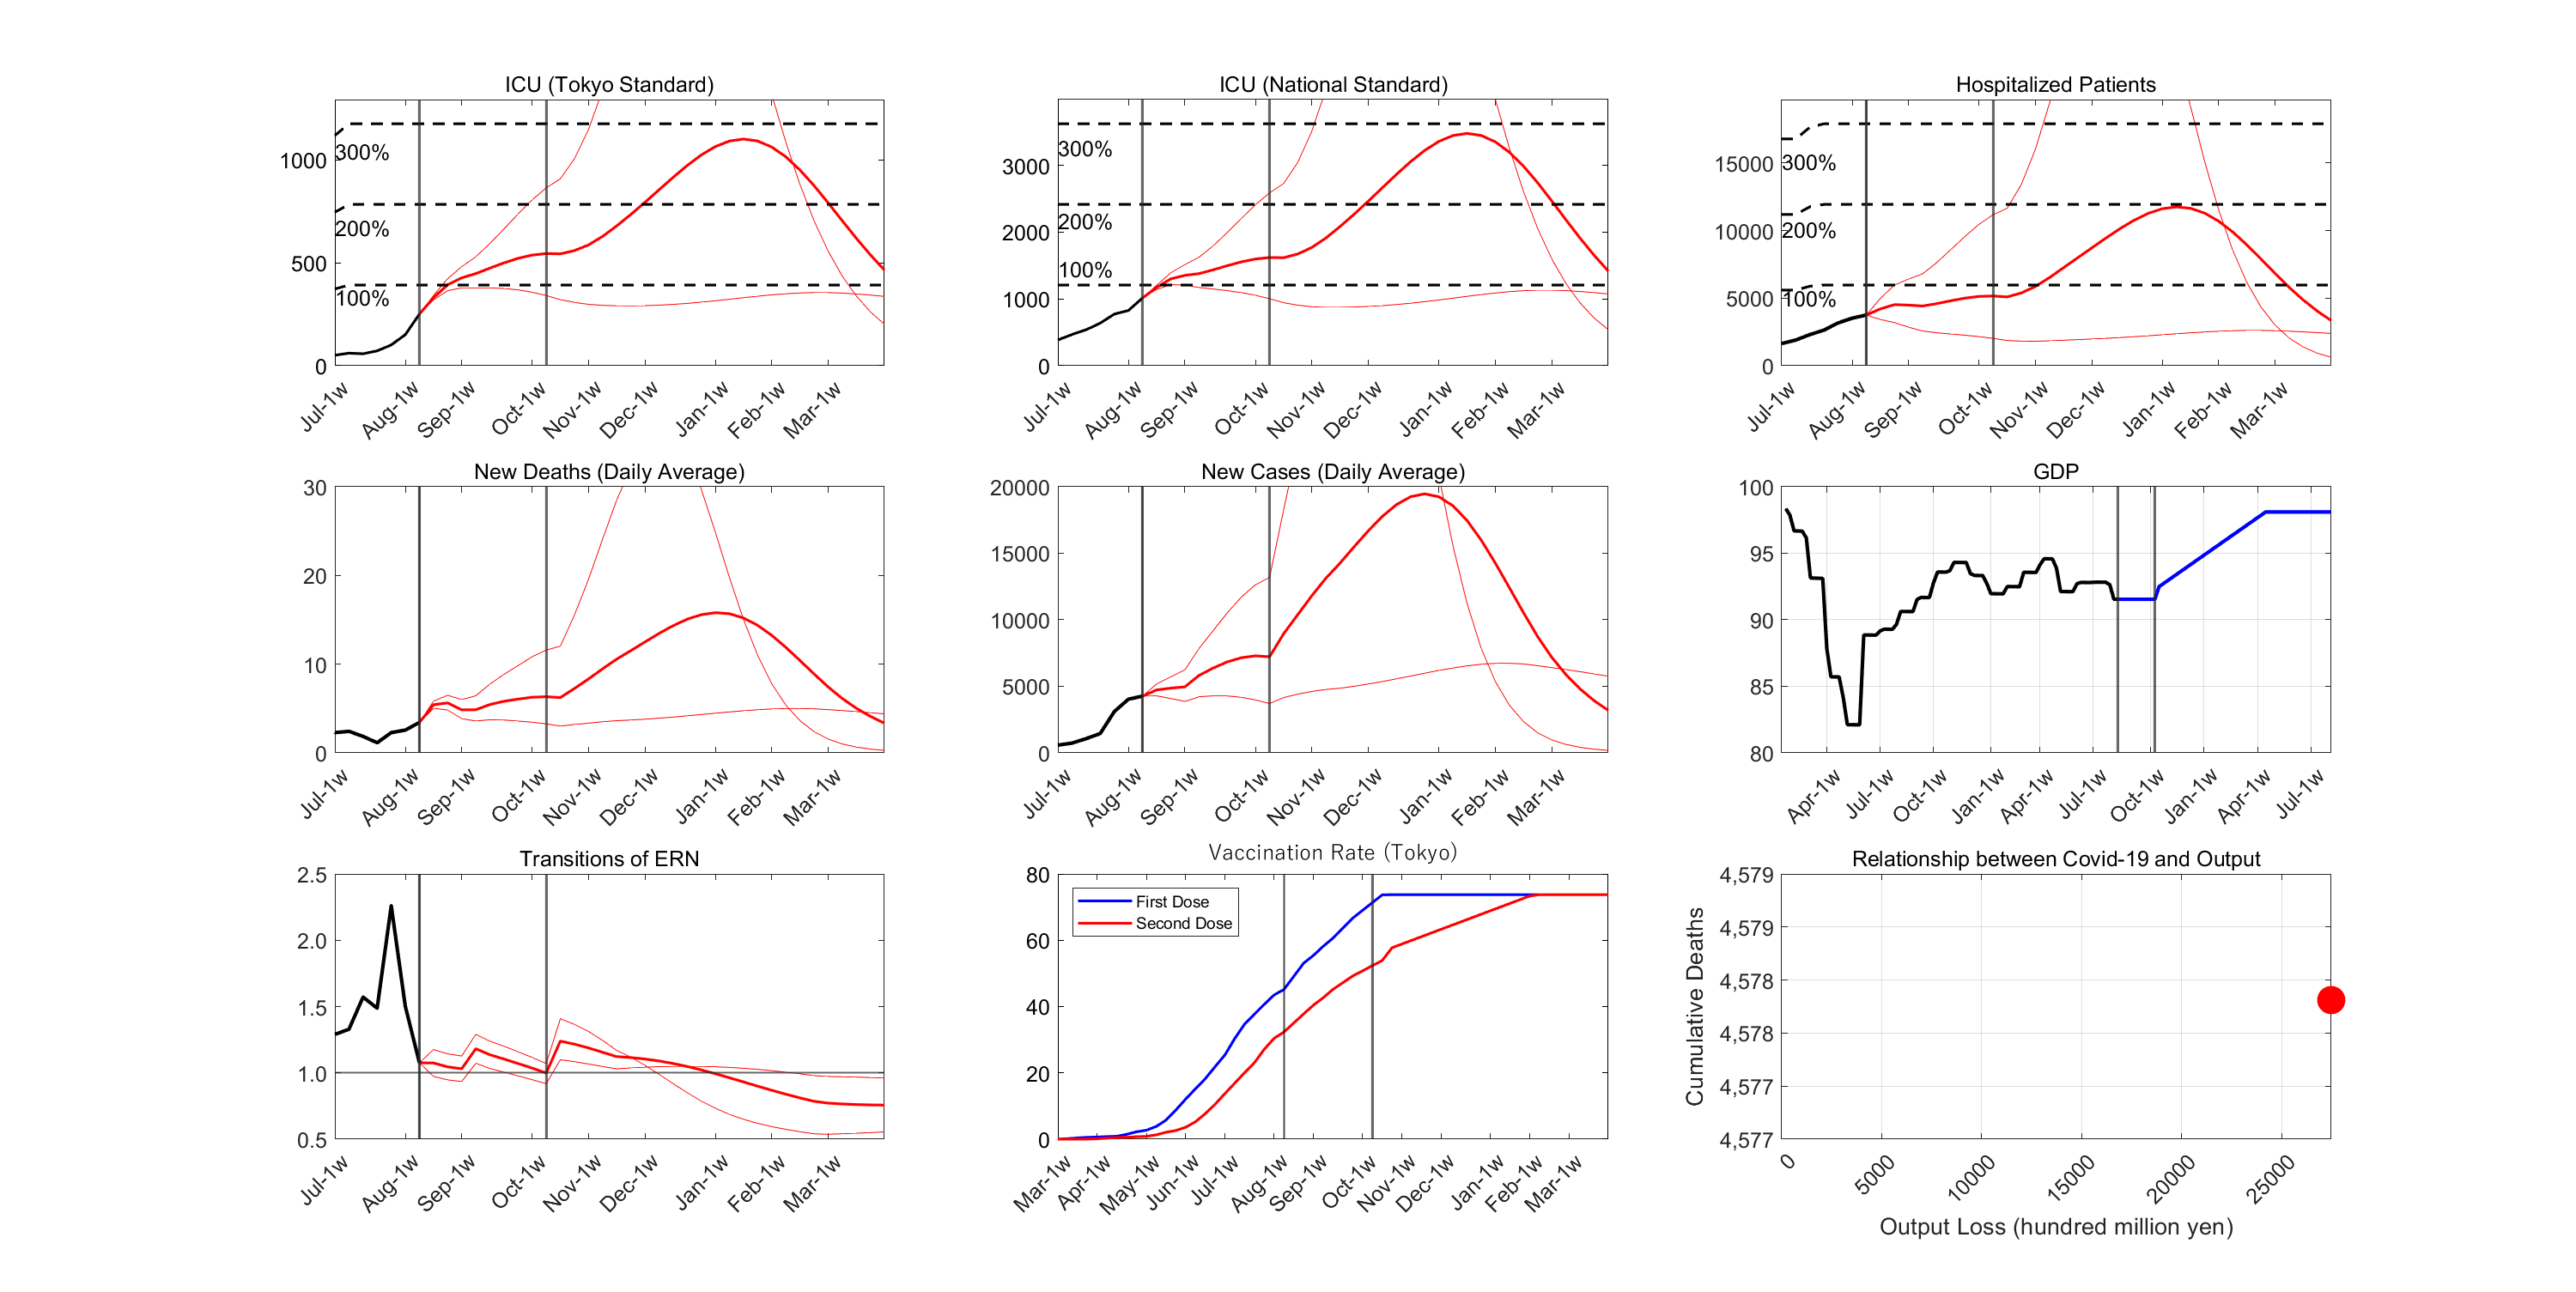 ICU (Tokyo Standard)
1000
500
0
300%
200%
100%
Jul-1w
Aug-1w
Sep-1w
Oct-1w
Nov-1w
Dec-1w
Jan-1w
Feb-1w
Mar-1w
ICU (National Standard)
3000
2000
1000
0
300%
200%
100%
Jul-1w
Aug-1w
Sep-1w
Oct-1w
Nov-1w
Dec-1w
Jan-1w
Feb-1w
Mar-1w
Hospitalized Patients
15000
10000
5000
0
300%
200%
100%
Jul-1w
Aug-1w
Sep-1w
Oct-1w
Nov-1w
Dec-1w
Jan-1w
Feb-1w
Mar-1w
New Deaths (Daily Average)
30
20
10
0
Jul-1w
Aug-1w
Sep-1w
Oct-1w
Nov-1w
Dec-1w
Jan-1w
Feb-1w
Mar-1w
New Cases (Daily Average)
20000
15000
10000
5000
0
Jul-1w
Aug-1w
Sep-1w
Oct-1w
Nov-1w
Dec-1w
Jan-1w
Feb-1w
Mar-1w
GDP
100
95
90
85
80
Apr-1w
Jul-1w
Oct-1w
Jan-1w
Apr-1w
Jul-1w
Oct-1w
Jan-1w
Apr-1w
Jul-1w
Transitions of ERN
2.5
2.0
1.5
1.0
0.5
Jul-1w
Aug-1w
Sep-1w
Oct-1w
Nov-1w
Dec-1w
Jan-1w
Feb-1w
Mar-1w
Vaccination Rate (Tokyo)
80
60
40
20
0
First Dose
Second Dose
Mar-1w
Apr-1w
May-1w
Jun-1w
Jul-1w
Aug-1w
Sep-1w
Oct-1w
Nov-1w
Dec-1w
Jan-1w
Feb-1w
Mar-1w
Relationship between Covid-19 and Output
Cumulative Deaths
4,579
4,579
4,578
4,578
4,577
4,577
0
5000
10000
15000
20000
25000
Output Loss (hundred million yen)